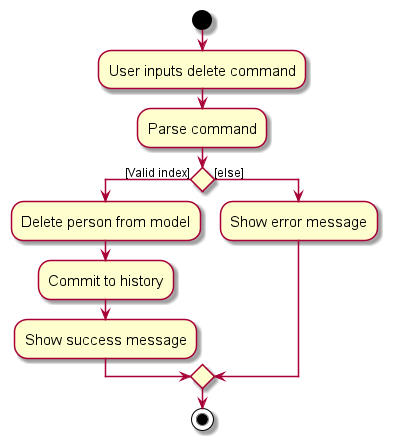 User inputs delete command
Parse command
[Valid index]
[else]
Delete person from model
Show error message
Commit to history
Show success message